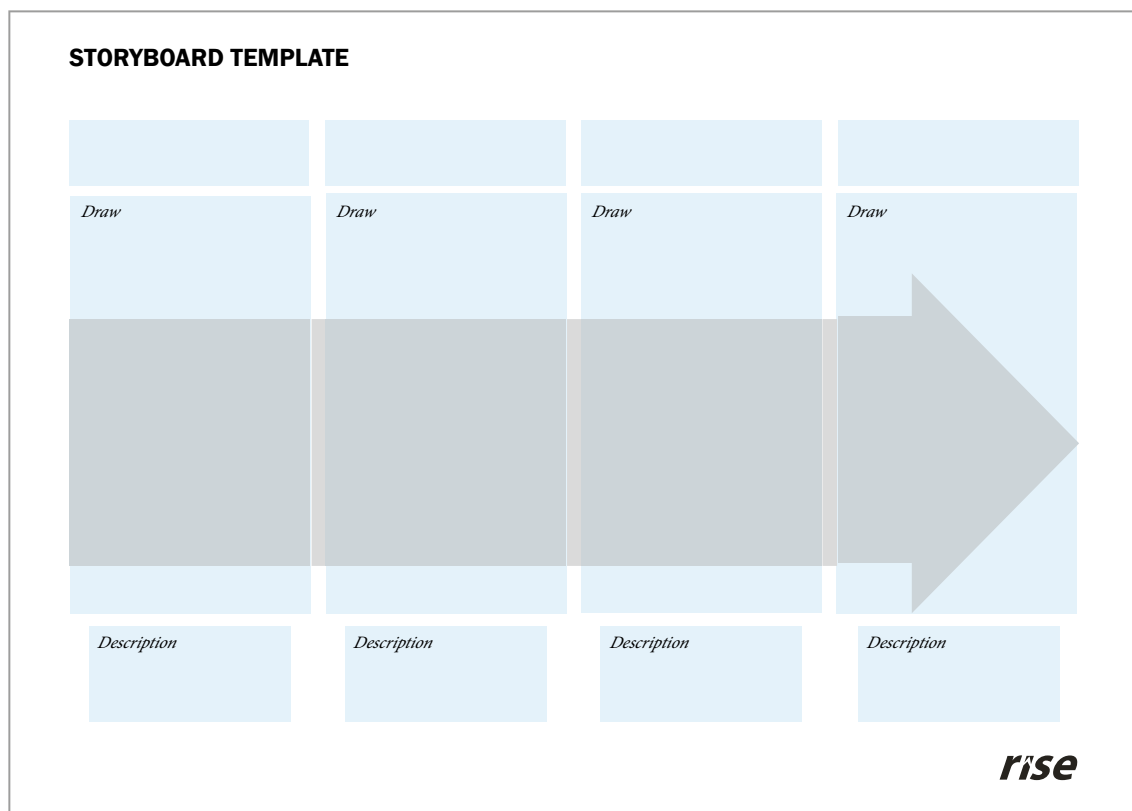 STORYBOARD TEMPLATE
Draw
Draw
Draw
Draw
Description
Description
Description
Description
rise